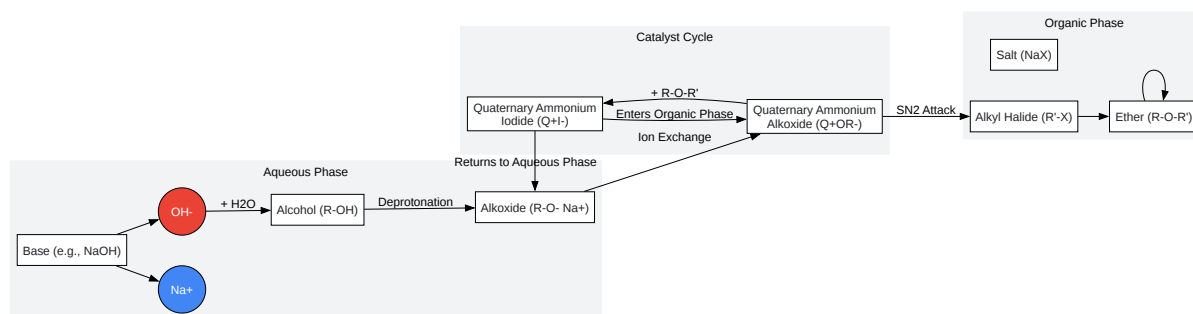 Organic Phase
Salt (NaX)
Catalyst Cycle
Quaternary Ammonium
Iodide (Q+I-)
+ R-O-R'
Enters Organic Phase
Ion Exchange
Quaternary Ammonium
Alkoxide (Q+OR-)
SN2 Attack
Alkyl Halide (R'-X)
Ether (R-O-R')
Returns to Aqueous Phase
Aqueous Phase
Base (e.g., NaOH)
OH-
Na+
+ H2O
Alcohol (R-OH)
Deprotonation
Alkoxide (R-O- Na+)